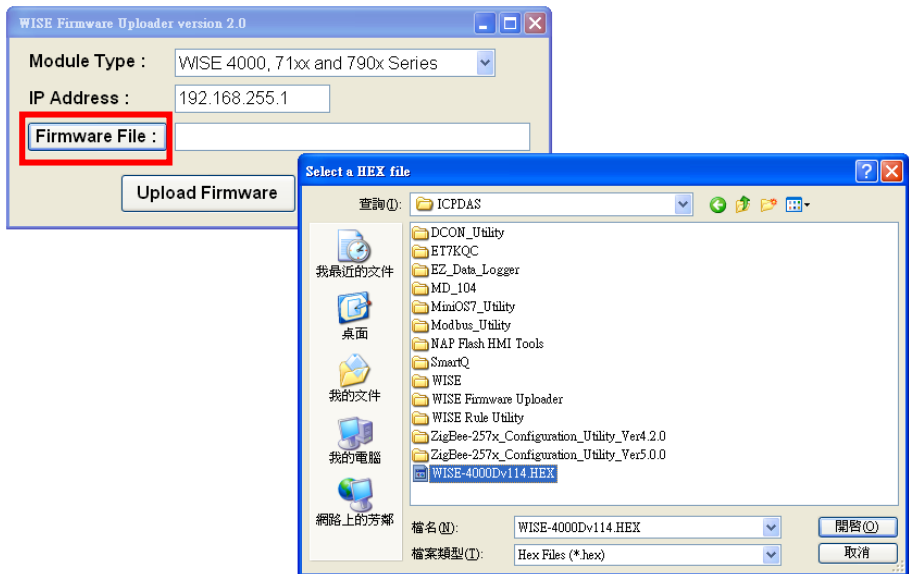 WISE Firmware Uploader version 2.0
Module Type :
WISE 4000, 71xx and 790x Series
IP Address :
192.168.255.1
Firmware File :
Upload Firmware
Select a HEX file
查詢(I):
ICPDAS
我最近的文件
桌面
我的文件
我的電腦
網路上的芳鄰
DCON_Utility
ET7KQC
EZ_Data_Logger
MD_104
MiniOS7_Utility
Modbus_Utility
NAP Flash HMI Tools
SmartQ
WISE
WISE Firmware Uploader
WISE Rule Utility
ZigBee-257x_Configuration_Utility_Ver4.2.0
ZigBee-257x_Configuration_Utility_Ver5.0.0
WISE-4000Dv114.HEX
檔名(N):
WISE-4000Dv114.HEX
開啓(O)
檔案類型(T):
Hex Files (*.hex)
取消